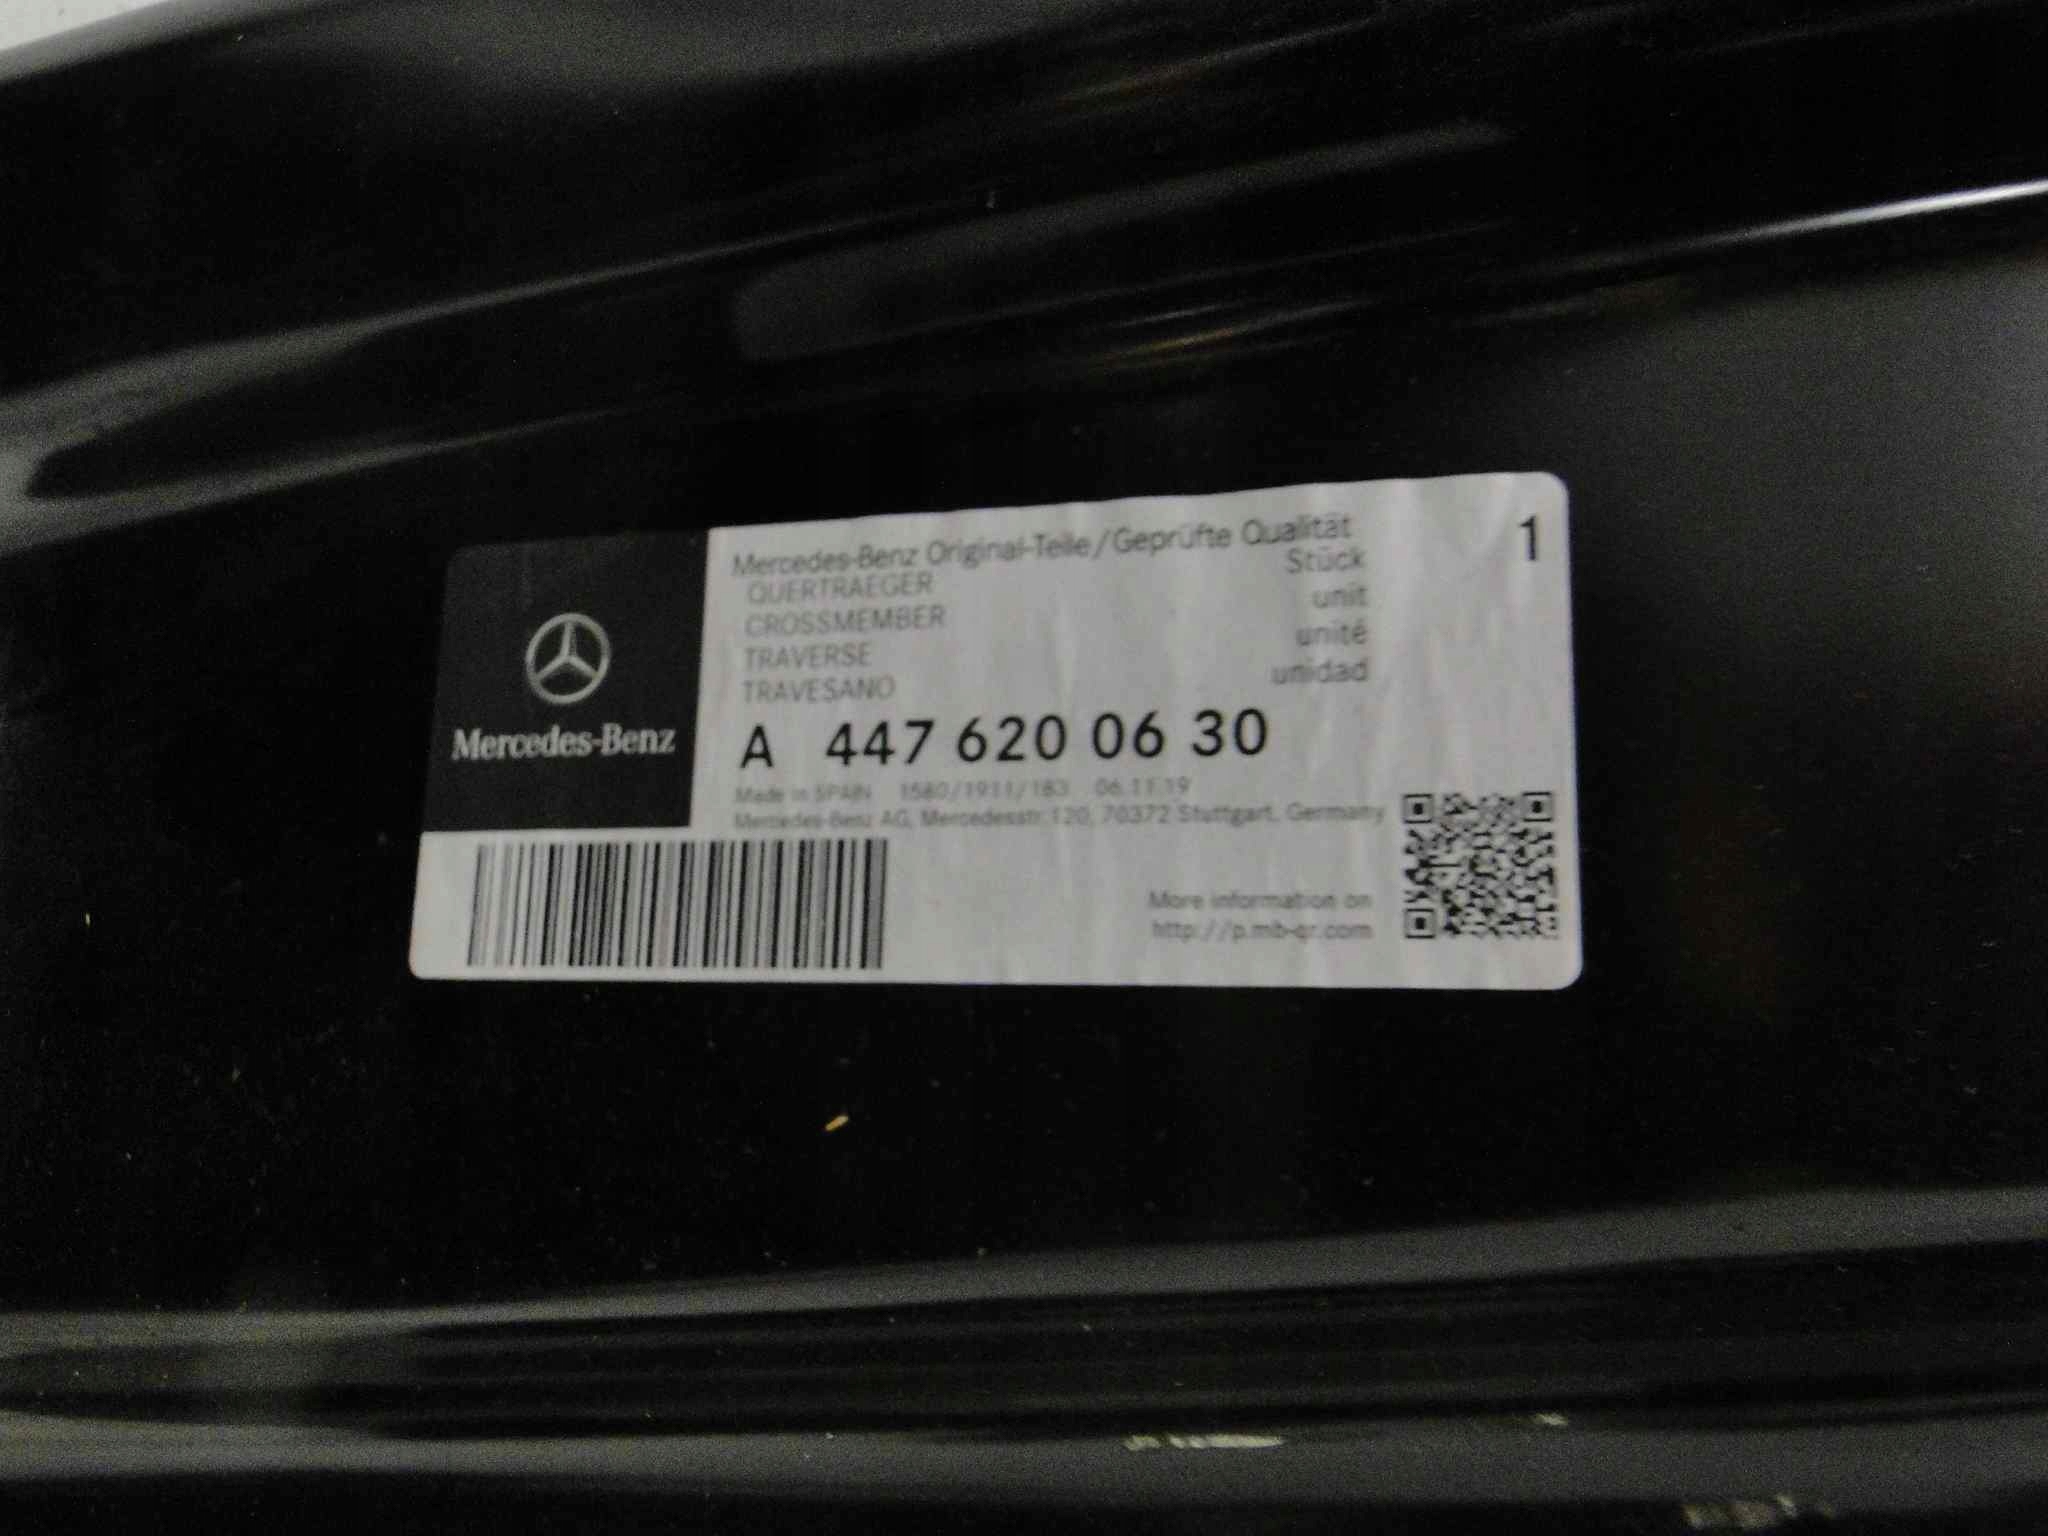 Mercedes-Benz Original-Teile/Geprüfte Qualität
1
QUERTRAEGER Stück
CROSSMEMBER unit
TRAVERSE unité
TRAVESANO unidad
Mercedes-Benz
A 447 620 06 30
Made in SPAIN 1580/1911/183 06.11.19
Mercedes-Benz AG, Mercedesstr.120, 70372 Stuttgart, Germany
More information on
http://p.mb-qr.com